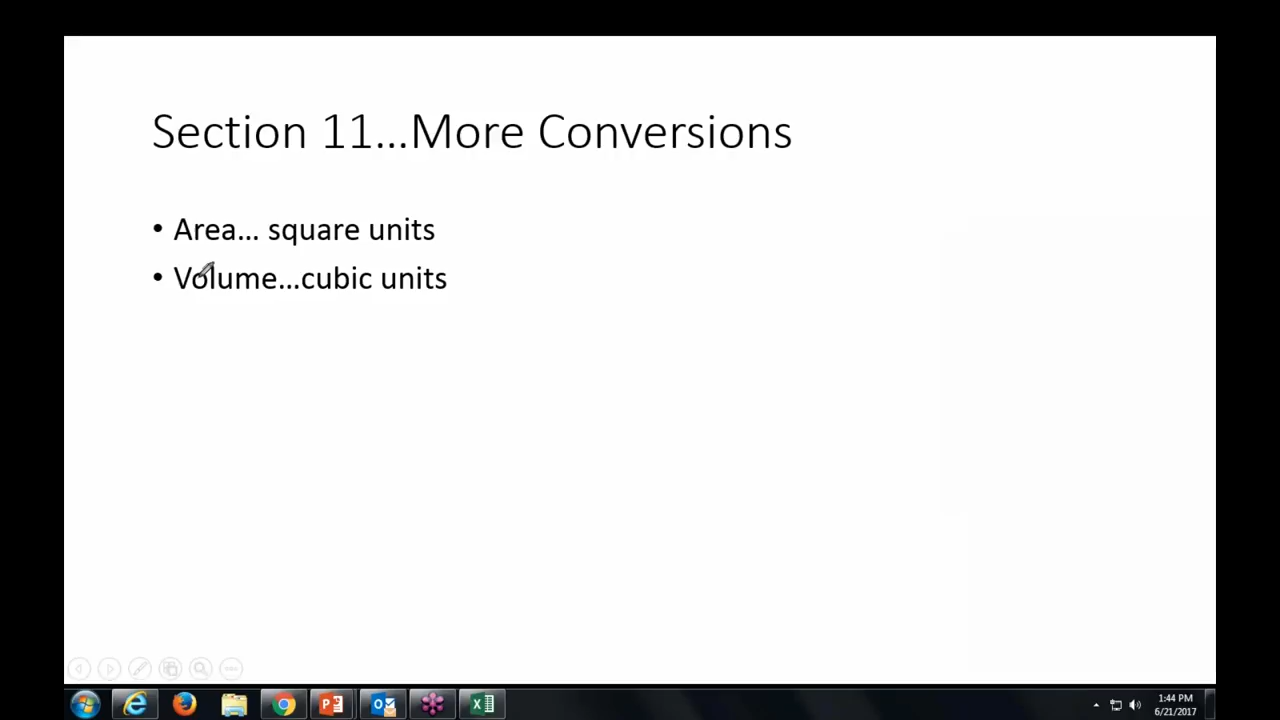 Section 11...More Conversions
• Area... square units
• Volume...cubic units
1:44 PM
6/21/2017